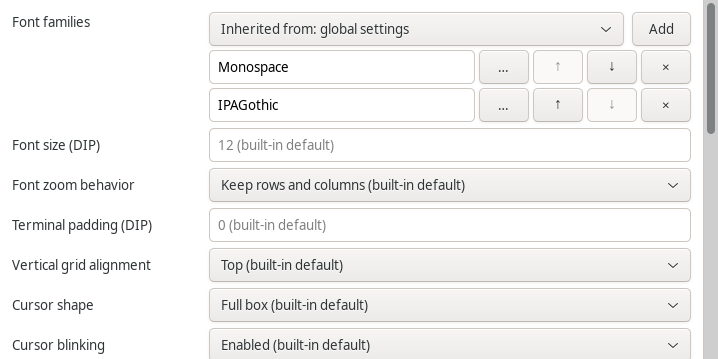 Font families
Inherited from: global settings
Add
Monospace
...
↑
↓
×
IPAGothic
...
↑
↓
×
Font size (DIP)
12 (built-in default)
Font zoom behavior
Keep rows and columns (built-in default)
Terminal padding (DIP)
0 (built-in default)
Vertical grid alignment
Top (built-in default)
Cursor shape
Full box (built-in default)
Cursor blinking
Enabled (built-in default)